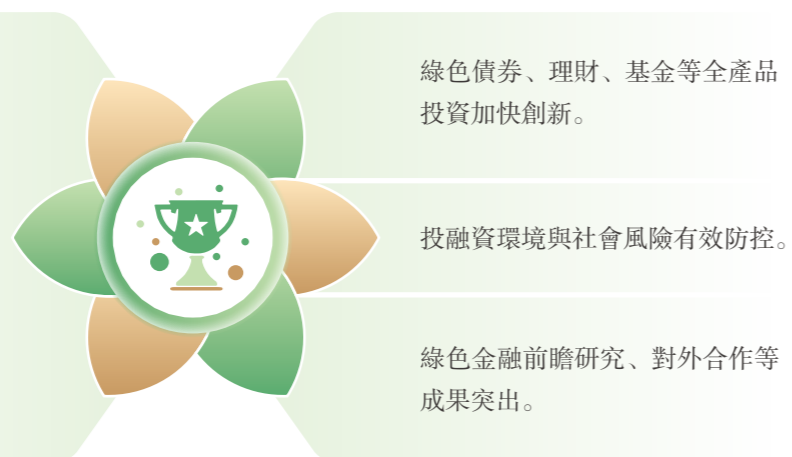 綠色債券、理財、基金等全產品
投資加快創新。
投融資環境與社會風險有效防控。
綠色金融前瞻研究、對外合作等
成果突出。